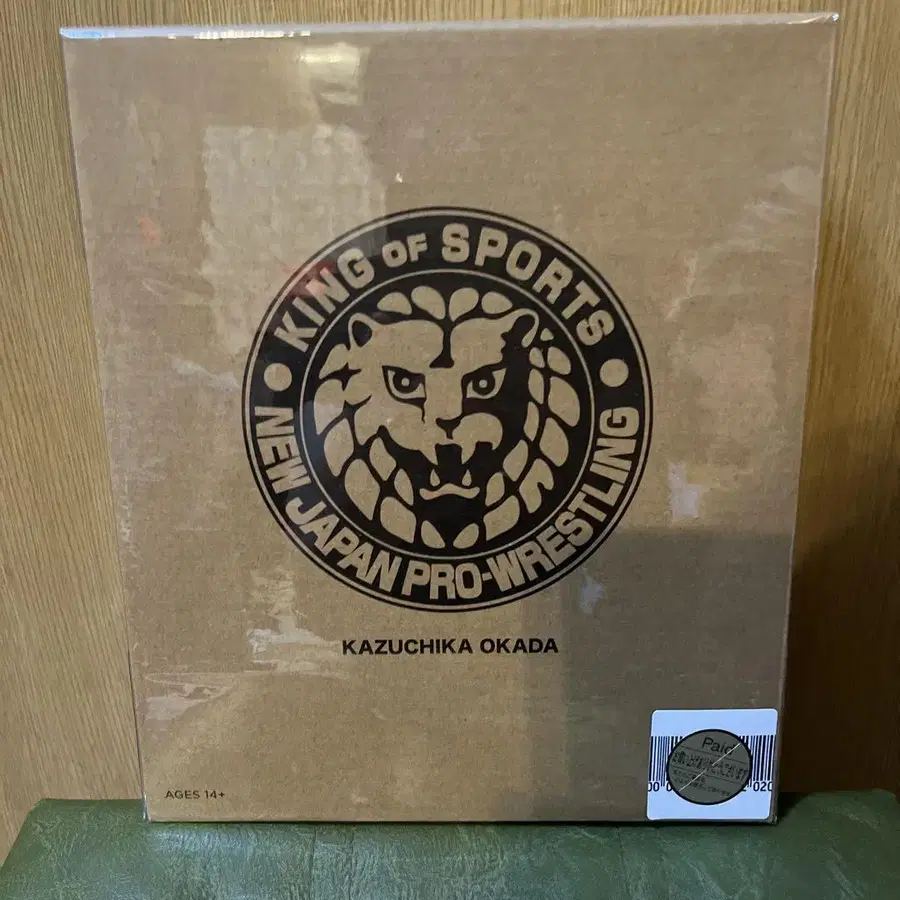 KING OF SPORTS
NEW JAPAN PRO-WRESTLING
KAZUCHIKA OKADA
AGES 14+
Paid